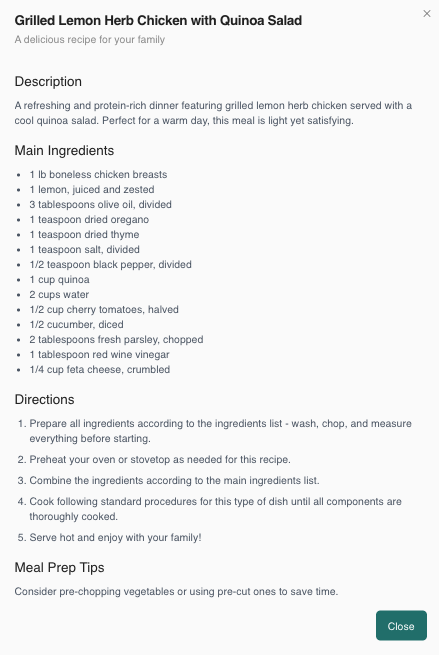 Grilled Lemon Herb Chicken with Quinoa Salad
×
A delicious recipe for your family
Description
A refreshing and protein-rich dinner featuring grilled lemon herb chicken served with a
cool quinoa salad. Perfect for a warm day, this meal is light yet satisfying.
Main Ingredients
• 1 lb boneless chicken breasts
• 1 lemon, juiced and zested
• 3 tablespoons olive oil, divided
• 1 teaspoon dried oregano
• 1 teaspoon dried thyme
• 1 teaspoon salt, divided
• 1/2 teaspoon black pepper, divided
• 1 cup quinoa
• 2 cups water
• 1/2 cup cherry tomatoes, halved
• 1/2 cucumber, diced
• 2 tablespoons fresh parsley, chopped
• 1 tablespoon red wine vinegar
• 1/4 cup feta cheese, crumbled
Directions
1. Prepare all ingredients according to the ingredients list - wash, chop, and measure
everything before starting.
2. Preheat your oven or stovetop as needed for this recipe.
3. Combine the ingredients according to the main ingredients list.
4. Cook following standard procedures for this type of dish until all components are
thoroughly cooked.
5. Serve hot and enjoy with your family!
Meal Prep Tips
Consider pre-chopping vegetables or using pre-cut ones to save time.
Close